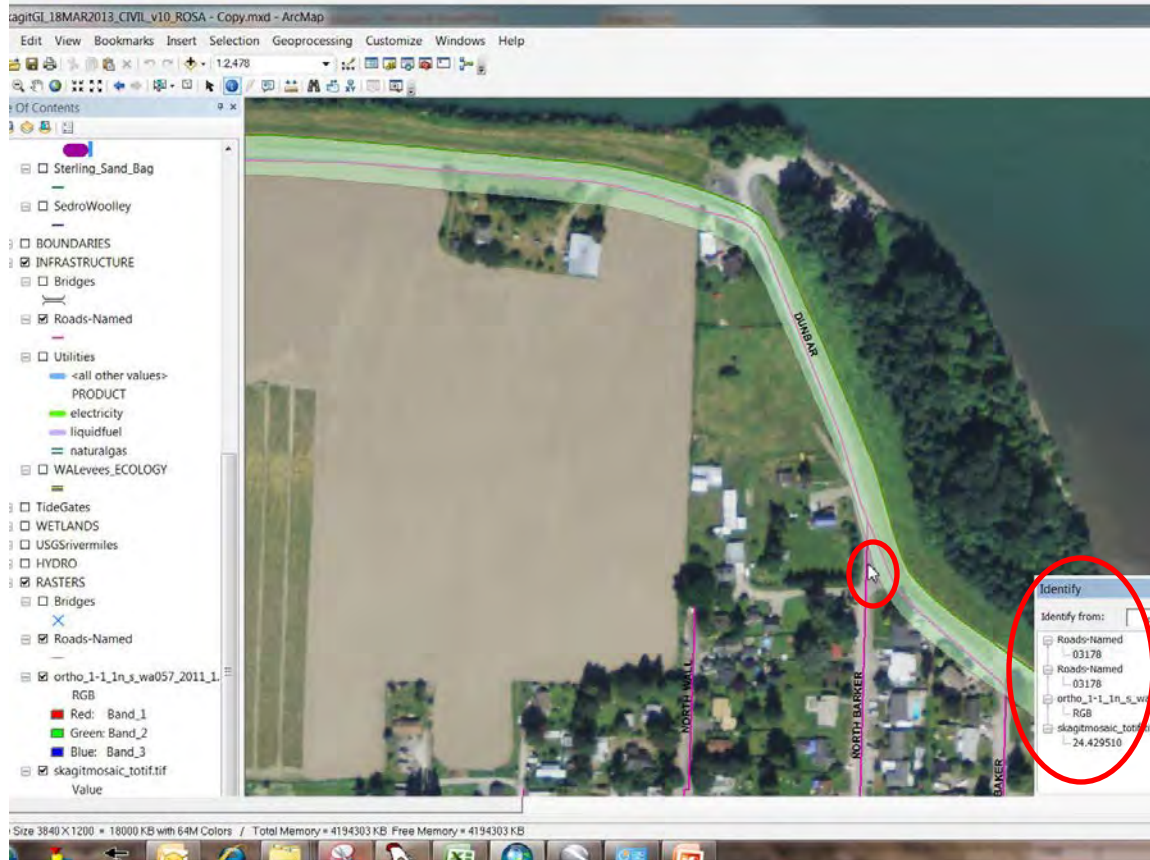 kagitGI_18MAR2013_CIVIL_v10_ROSA - Copy.mxd - ArcMap
Edit View Bookmarks Insert Selection Geoprocessing Customize Windows Help
1:2,478
Of Contents
Sterling_Sand_Bag
SedroWoolley
BOUNDARIES
INFRASTRUCTURE
Bridges
Roads-Named
Utilities
<all other values>
PRODUCT
electricity
liquidfuel
naturalgas
WALevees_ECOLOGY
TideGates
WETLANDS
USGSrivermiles
HYDRO
RASTERS
Bridges
Roads-Named
ortho_1-1_1n_s_wa057_2011_1.
RGB
Red: Band_1
Green: Band_2
Blue: Band_3
skagitmosaic_totif.tif
Value
DUNBAR
NORTH WALL
NORTH BARKER
BAKER
Identify
Identify from:
Roads-Named
03178
Roads-Named
03178
ortho_1-1_1n_s_wa
RGB
skagitmosaic_totif.ti
24.429510
Size 3840 X 1200 = 18000 KB with 64M Colors / Total Memory = 4194303 KB Free Memory = 4194303 KB